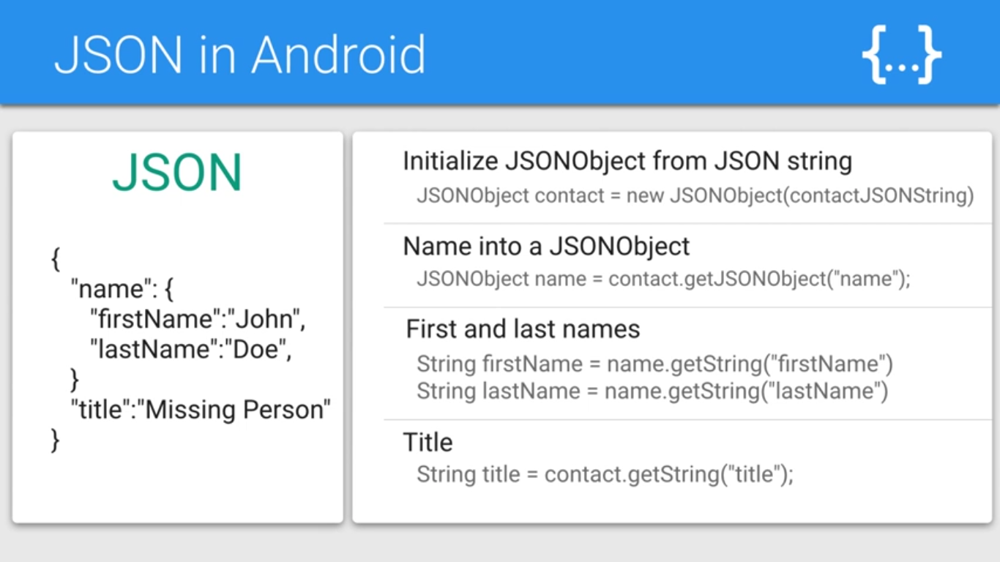 JSON in Android
{...}
JSON
{
"name": {
"firstName":"John",
"lastName":"Doe",
}
"title":"Missing Person"
}
Initialize JSONObject from JSON string
JSONObject contact = new JSONObject(contactJSONString)
Name into a JSONObject
JSONObject name = contact.getJSONObject("name");
First and last names
String firstName = name.getString("firstName")
String lastName = name.getString("lastName")
Title
String title = contact.getString("title");